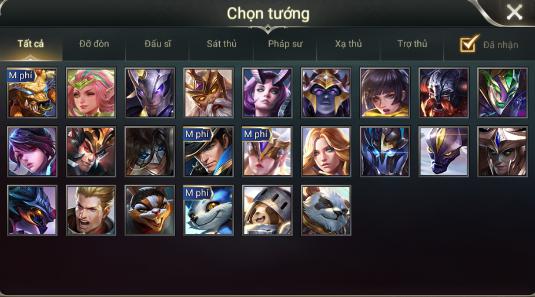 Chọn tướng
Tất cả Đỡ đòn Đấu sĩ Sát thủ Pháp sư Xạ thủ Trợ thủ Đã nhận
M phí
M phí M phí
M phí